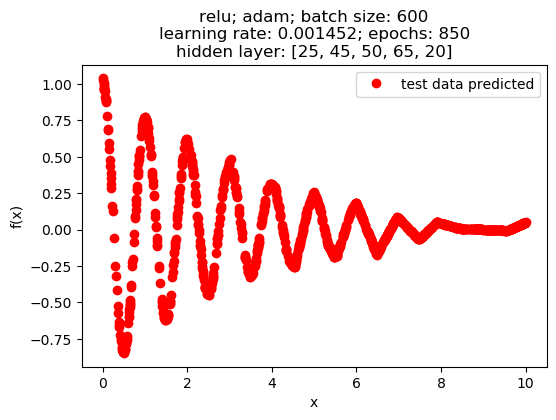 relu; adam; batch size: 600
learning rate: 0.001452; epochs: 850
hidden layer: [25, 45, 50, 65, 20]
test data predicted
1.00
0.75
0.50
0.25
0.00
-0.25
-0.50
-0.75
f(x)
0 2 4 6 8 10
x